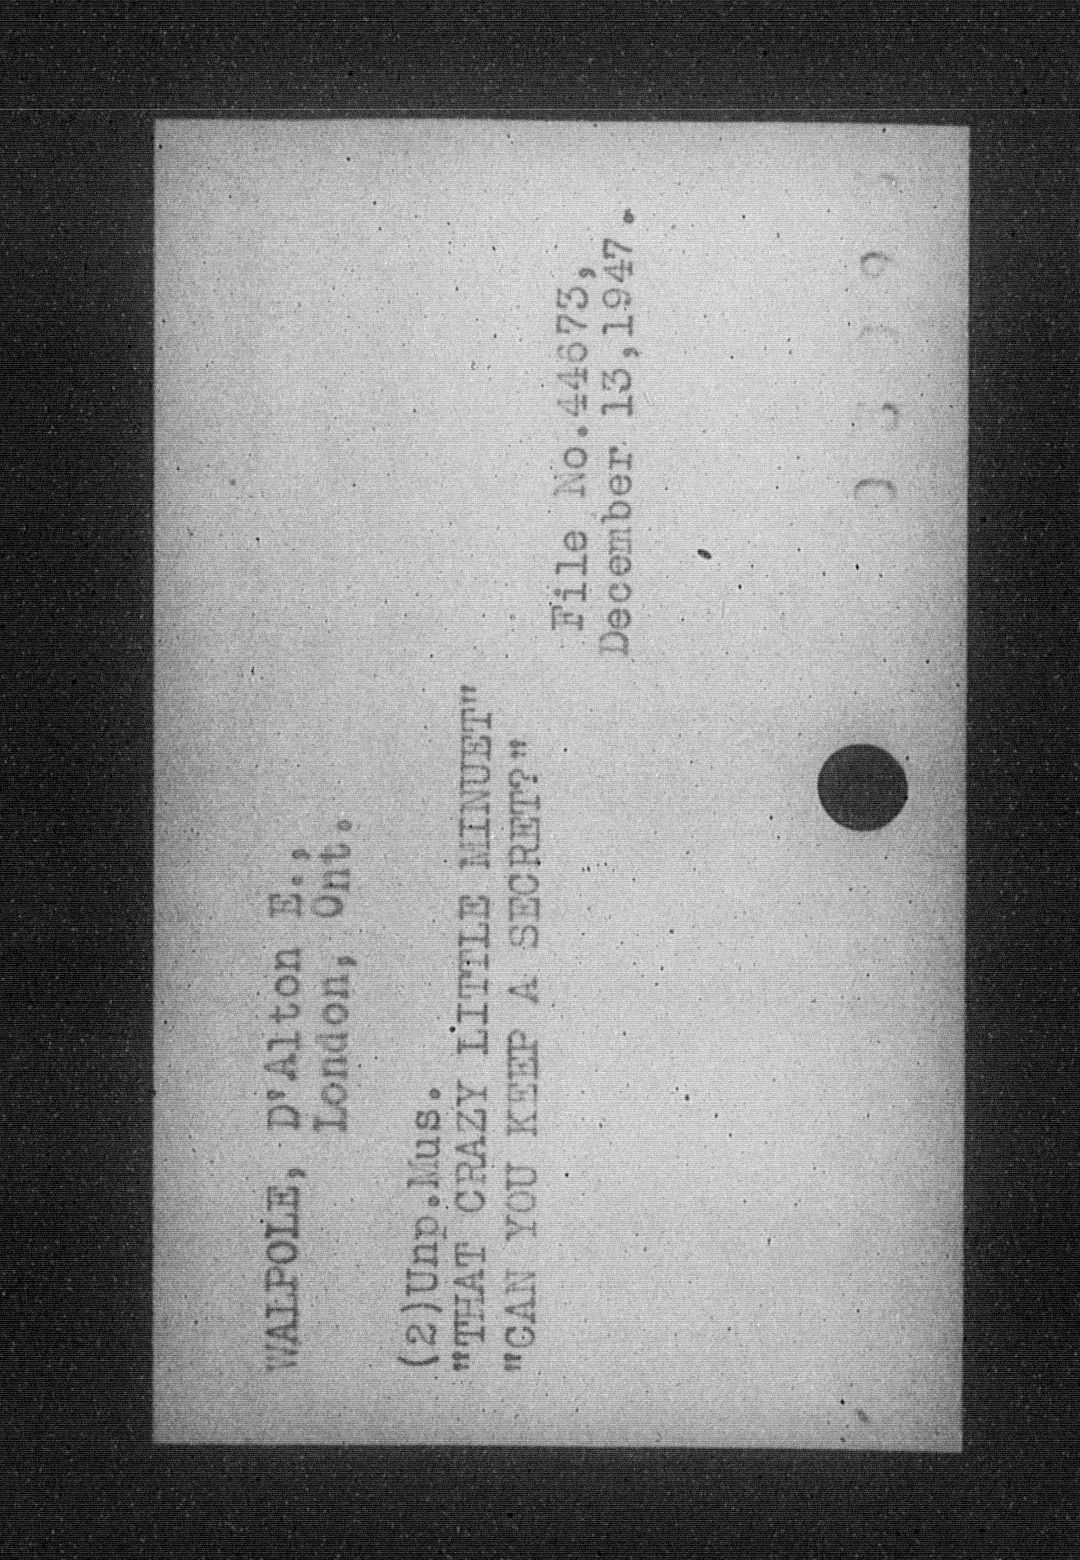 WALPOLE, D'Alton E.,
London, Ont.
(2)Unp.Mus.
"THAT CRAZY LITTLE MINUET"
"CAN YOU KEEP A SECRET?"
File No.44673,
December 13,1947.